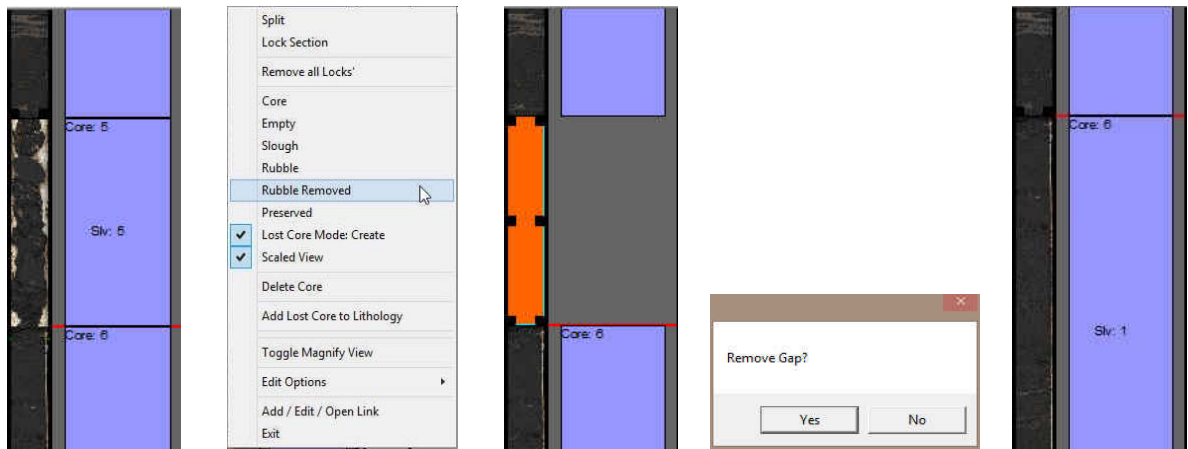 Core: 5
Slv: 5
Core: 6
Split
Lock Section
Remove all Locks'
Core
Empty
Slough
Rubble
Rubble Removed
Preserved
Lost Core Mode: Create
Scaled View
Delete Core
Add Lost Core to Lithology
Toggle Magnify View
Edit Options
Add / Edit / Open Link
Exit
Core: 6
Remove Gap?
Yes
No
Core: 6
Slv: 1